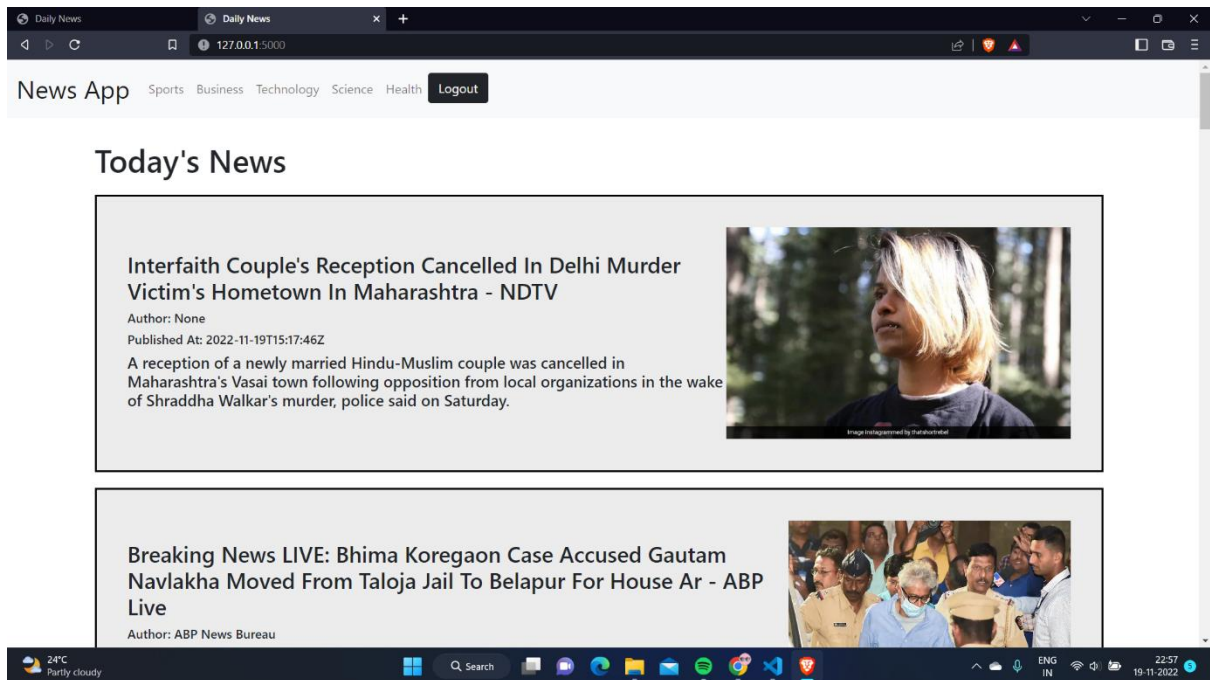 Daily News
Daily News
127.0.0.1:5000
News App Sports Business Technology Science Health Logout
Today's News
Interfaith Couple's Reception Cancelled In Delhi Murder
Victim's Hometown In Maharashtra - NDTV
Author: None
Published At: 2022-11-19T15:17:46Z
A reception of a newly married Hindu-Muslim couple was cancelled in
Maharashtra's Vasai town following opposition from local organizations in the wake
of Shraddha Walkar's murder, police said on Saturday.
Image instagrammed by thatshortrebel
Breaking News LIVE: Bhima Koregaon Case Accused Gautam
Navlakha Moved From Taloja Jail To Belapur For House Ar - ABP
Live
Author: ABP News Bureau
24°C
Partly cloudy
Search
ENG
IN
22:57
19-11-2022
5